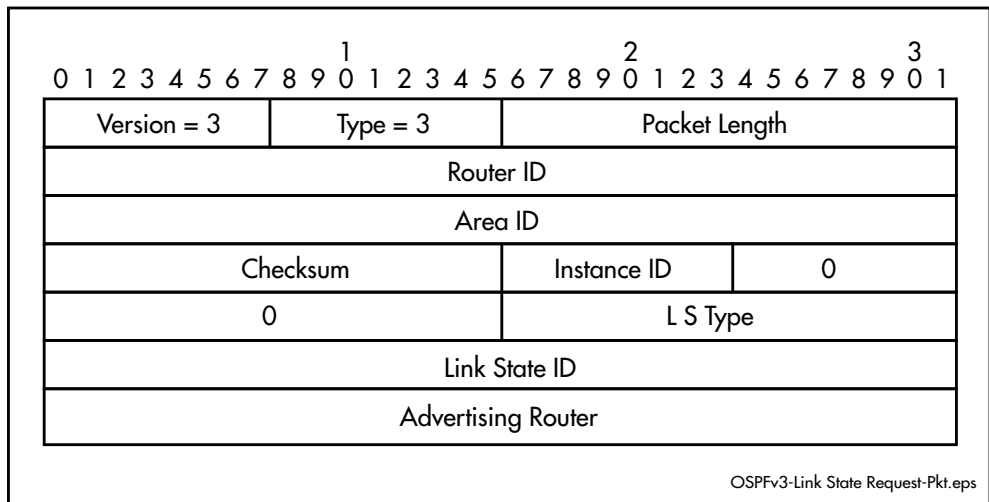 1 2 3
0 1 2 3 4 5 6 7 8 9 0 1 2 3 4 5 6 7 8 9 0 1 2 3 4 5 6 7 8 9 0 1
Version = 3 Type = 3 Packet Length
Router ID
Area ID
Checksum Instance ID 0
0 L S Type
Link State ID
Advertising Router
OSPFv3-Link State Request-Pkt.eps